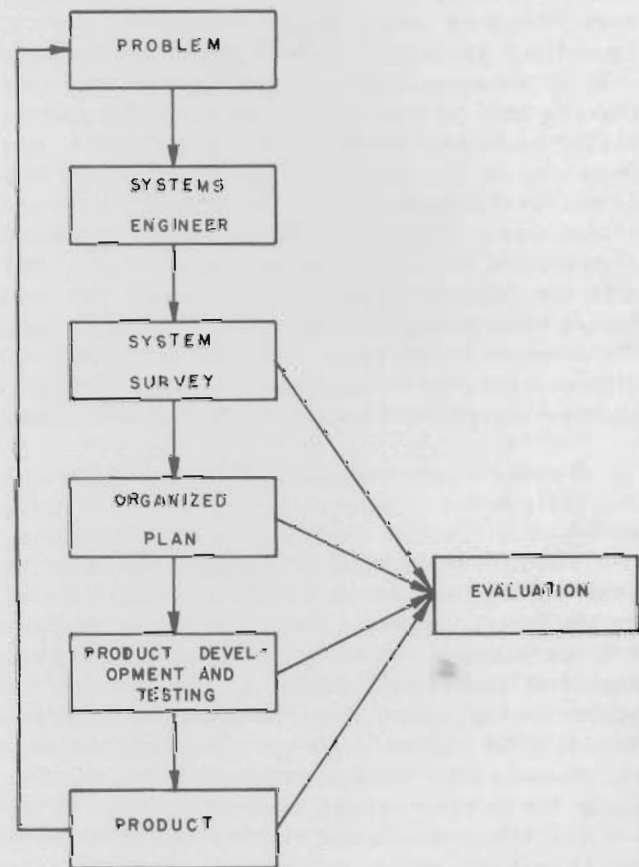 PROBLEM
SYSTEMS
ENGINEER
SYSTEM
SURVEY
ORGANIZED
PLAN
EVALUATION
PRODUCT DEVEL-
OPMENT AND
TESTING
PRODUCT